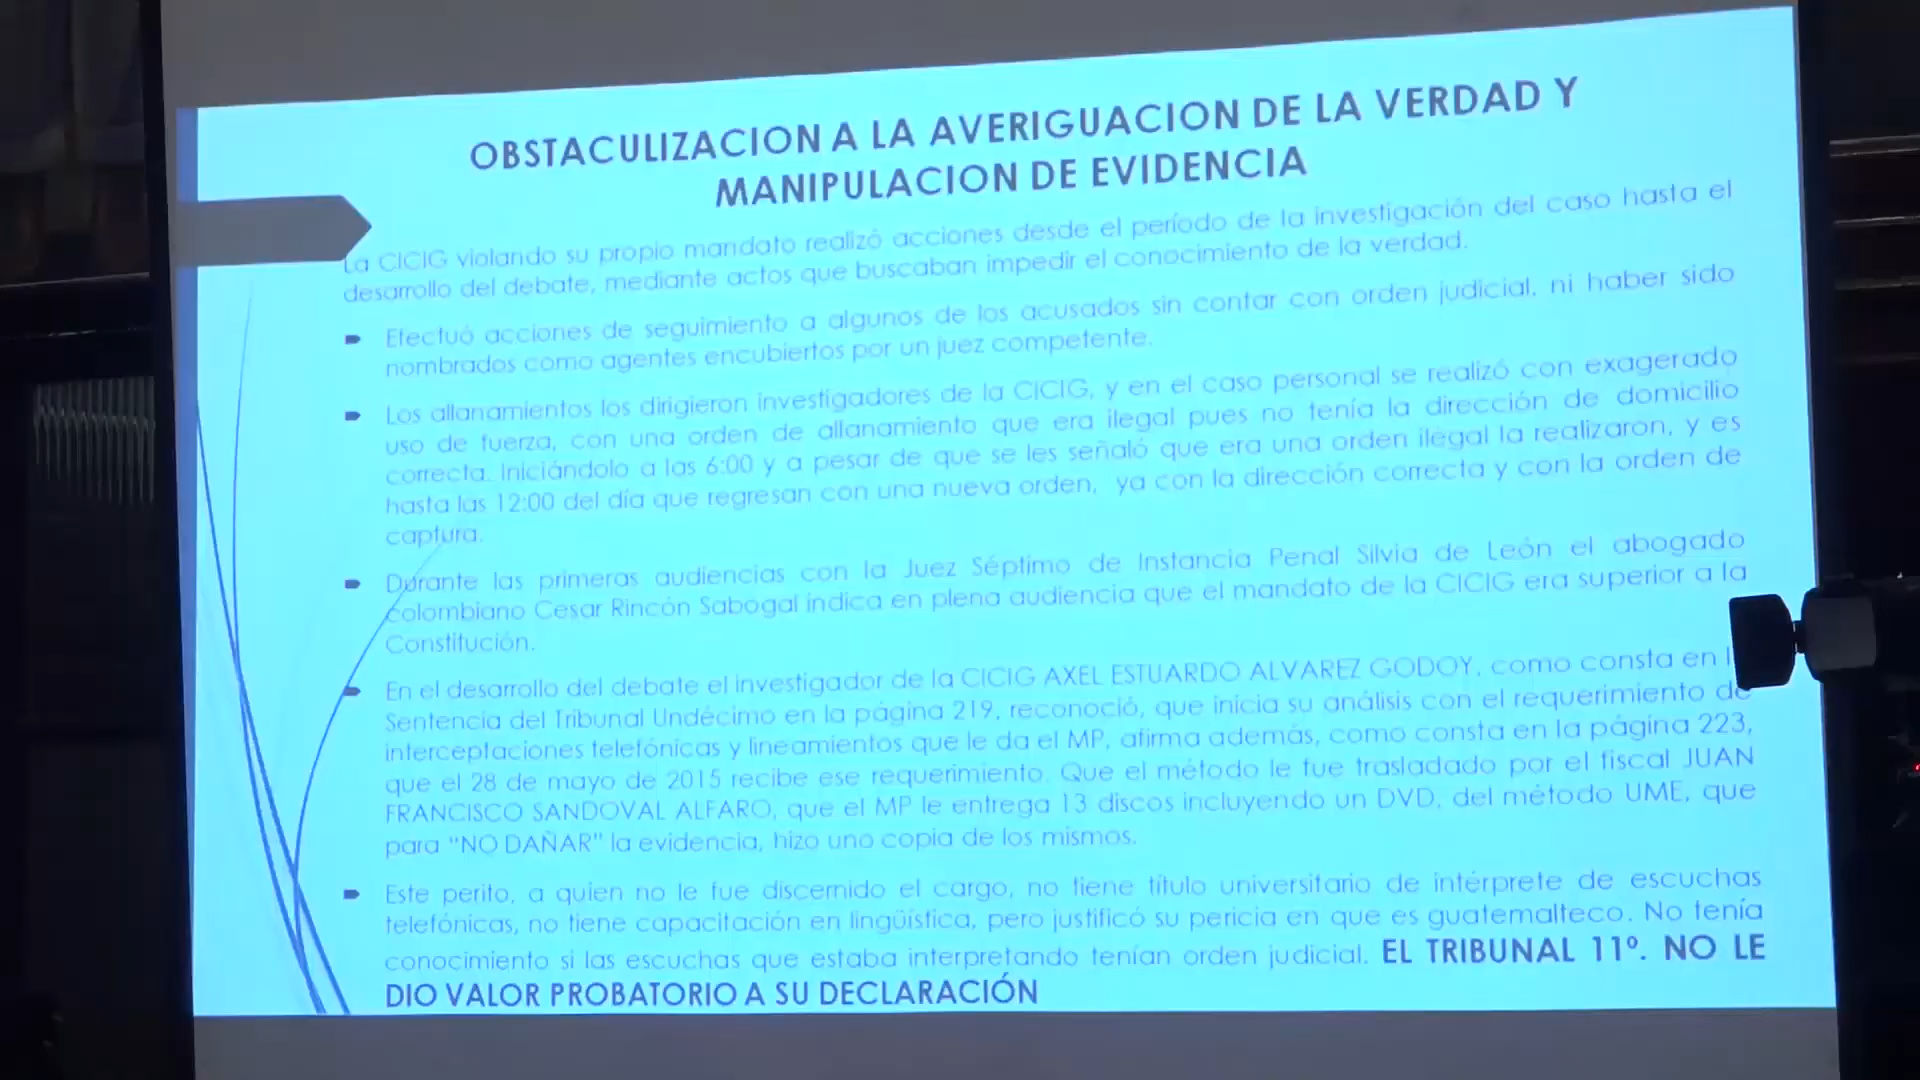 OBSTACULIZACION A LA AVERIGUACION DE LA VERDAD Y
MANIPULACION DE EVIDENCIA
La CICIG violando su propio mandato realizó acciones desde el período de la investigación del caso hasta el
desarrollo del debate, mediante actos que buscaban impedir el conocimiento de la verdad.
Efectuó acciones de seguimiento a algunos de los acusados sin contar con orden judicial, ni haber sido
nombrados como agentes encubiertos por un juez competente.
Los allanamientos los dirigieron investigadores de la CICIG, y en el caso personal se realizó con exagerado
uso de fuerza, con una orden de allanamiento que era ilegal pues no tenía la dirección de domicilio
correcta. Iniciándolo a las 6:00 y a pesar de que se les señaló que era una orden ilegal la realizaron, y es
hasta las 12:00 del día que regresan con una nueva orden, ya con la dirección correcta y con la orden de
captura.
Durante las primeras audiencias con la Juez Séptimo de Instancia Penal Silvia de León el abogado
colombiano Cesar Rincón Sabogal indica en plena audiencia que el mandato de la CICIG era superior a la
Constitución.
En el desarrollo del debate el investigador de la CICIG AXEL ESTUARDO ALVAREZ GODOY, como consta en l
Sentencia del Tribunal Undécimo en la página 219, reconoció, que inicia su análisis con el requerimiento de
interceptaciones telefónicas y lineamientos que le da el MP, afirma además, como consta en la página 223,
que el 28 de mayo de 2015 recibe ese requerimiento. Que el método le fue trasladado por el fiscal JUAN
FRANCISCO SANDOVAL ALFARO, que el MP le entrega 13 discos incluyendo un DVD, del método UME, que
para "NO DAÑAR" la evidencia, hizo uno copia de los mismos.
Este perito, a quien no le fue discernido el cargo, no tiene título universitario de intérprete de escuchas
telefónicas, no tiene capacitación en lingüística, pero justificó su pericia en que es guatemalteco. No tenía
conocimiento si las escuchas que estaba interpretando tenían orden judicial. EL TRIBUNAL 11º. NO LE
DIO VALOR PROBATORIO A SU DECLARACIÓN